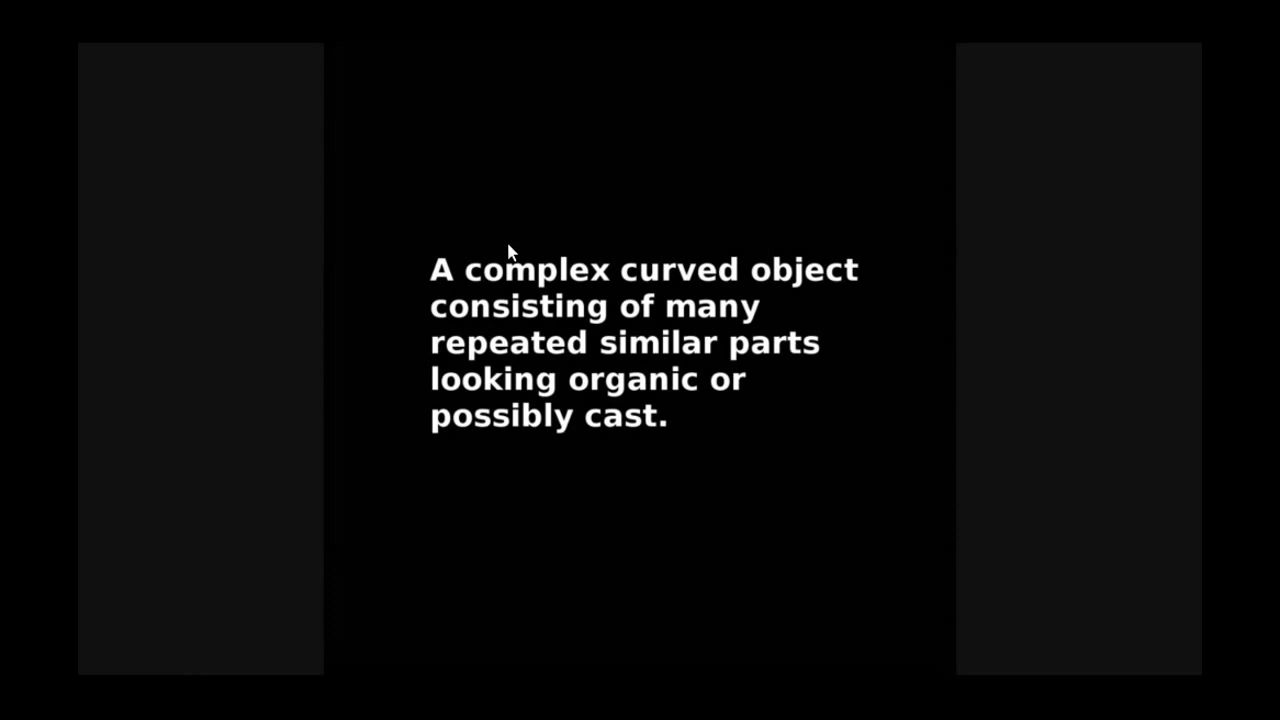 A complex curved object
consisting of many
repeated similar parts
looking organic or
possibly cast.